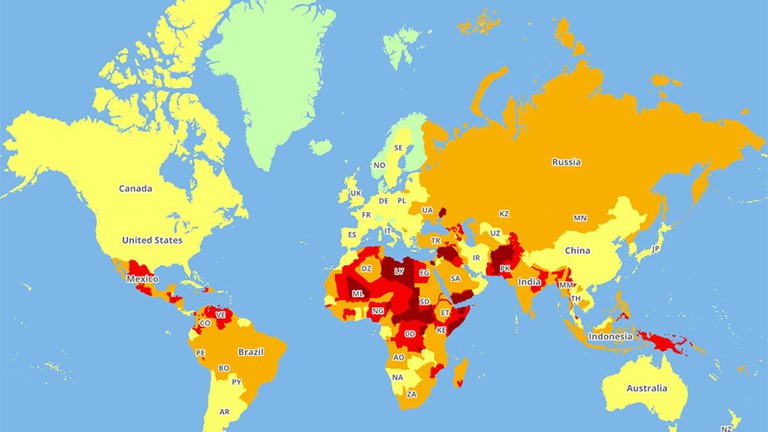 SE
NO
Canada
UK
DE
PL
Russia
FR
UA
KZ
MN
United States
ES
IT
TR
UZ
China
JP
IR
DZ
LY
EG
SA
PK
Mexico
India
ML
SD
MM
TH
NG
ET
VE
CO
CD
KE
Indonesia
PE
Brazil
AO
BO
NA
PY
Australia
ZA
AR
NZ